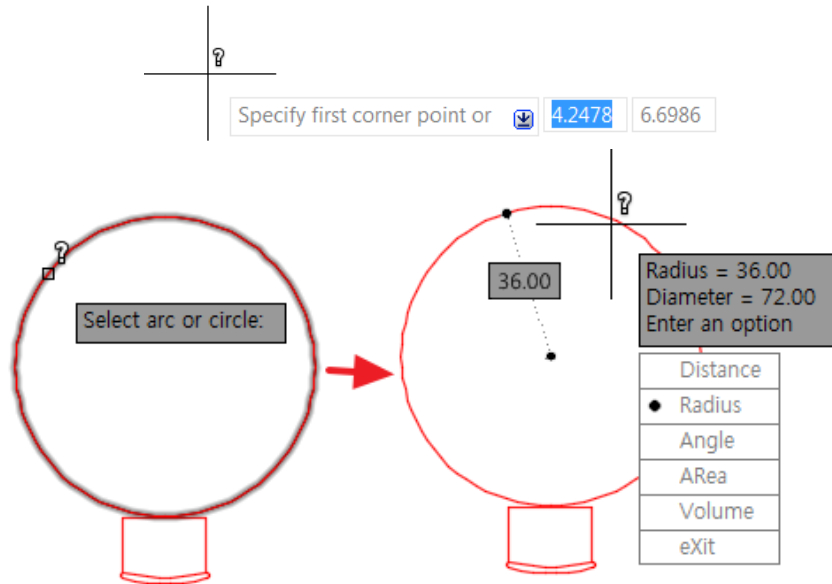 ?
Specify first corner point or 4.2478 6.6986
?
Select arc or circle:
?
36.00
Radius = 36.00
Diameter = 72.00
Enter an option
Distance
Radius
Angle
ARea
Volume
eXit